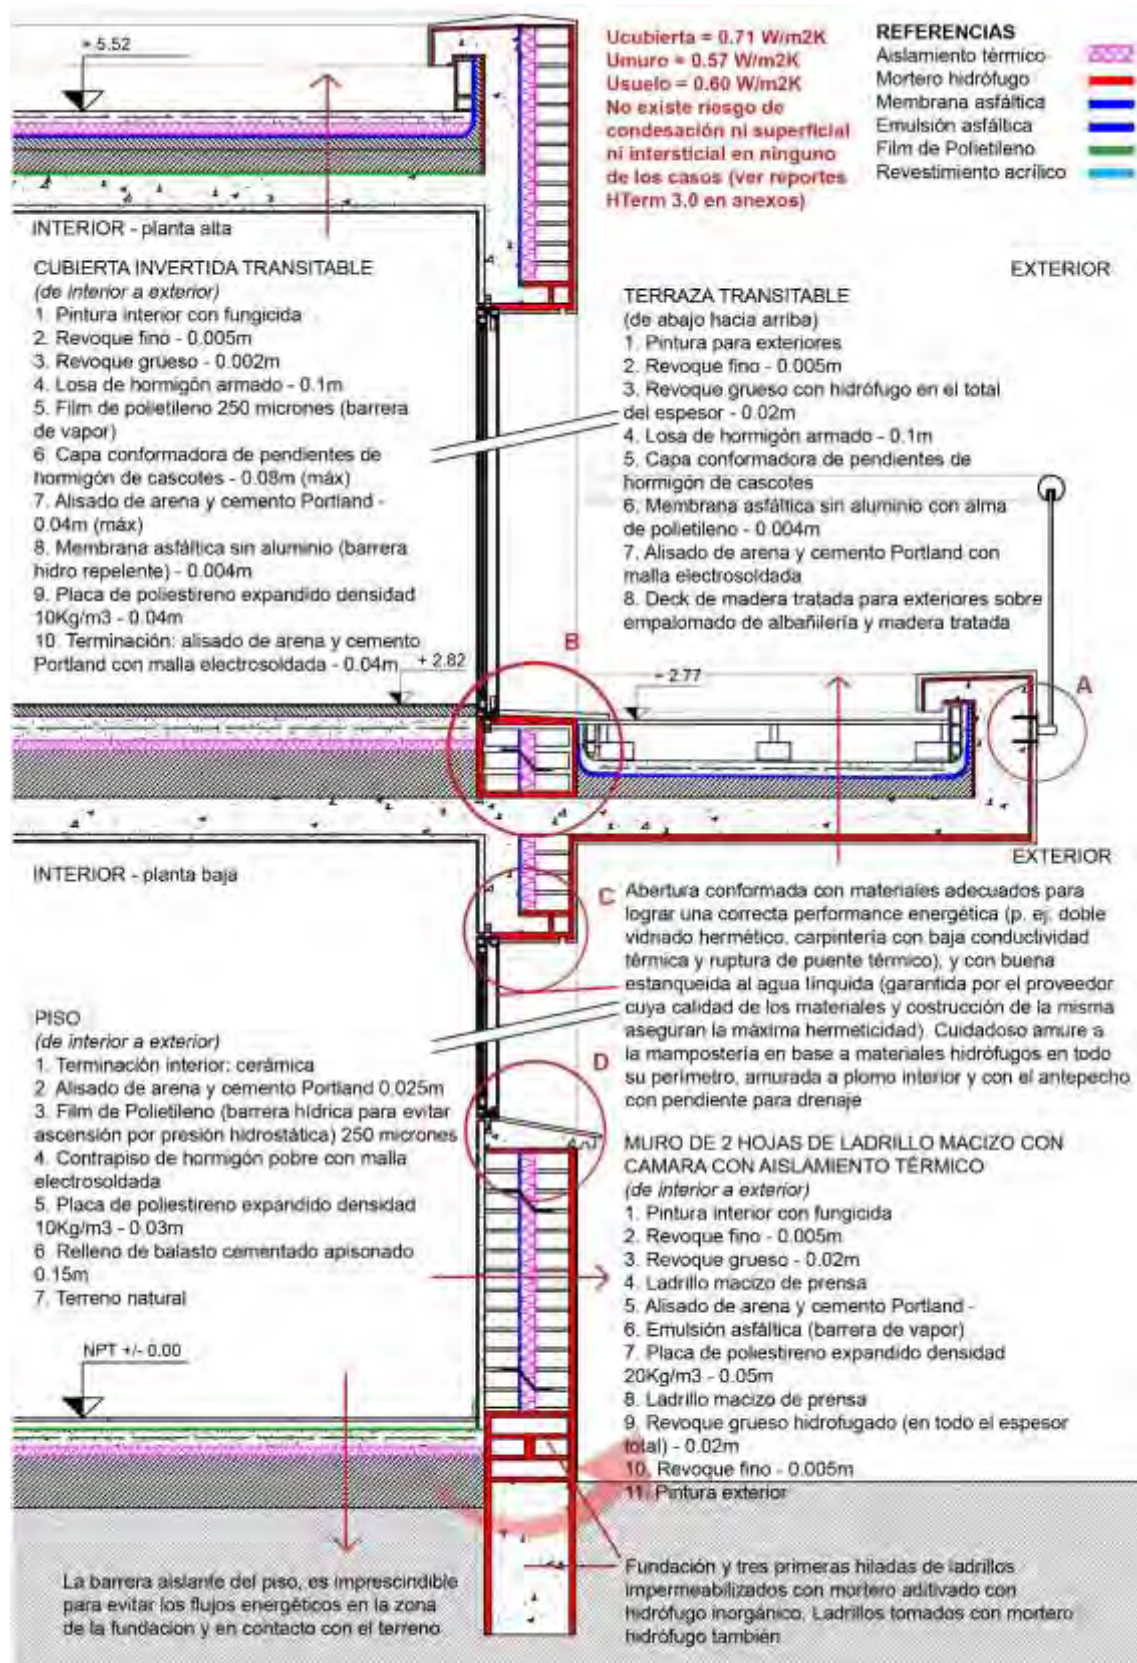 + 5.52
Ucubierta = 0.71 W/m2K
Umuro = 0.57 W/m2K
Usuelo = 0.60 W/m2K
No existe riesgo de
condesación ni superficial
ni intersticial en ninguno
de los casos (ver reportes
HTerm 3.0 en anexos)
REFERENCIAS
Aislamiento térmico
Mortero hidrófugo
Membrana asfáltica
Emulsión asfáltica
Film de Polietileno
Revestimiento acrílico
INTERIOR - planta alta
CUBIERTA INVERTIDA TRANSITABLE
(de interior a exterior)
1. Pintura interior con fungicida
2. Revoque fino - 0.005m
3. Revoque grueso - 0.002m
4. Losa de hormigón armado - 0.1m
5. Film de polietileno 250 micrones (barrera
de vapor)
6. Capa conformadora de pendientes de
hormigón de cascotes - 0.08m (máx)
7. Alisado de arena y cemento Portland -
0.04m (máx)
8. Membrana asfáltica sin aluminio (barrera
hidro repelente) - 0.004m
9. Placa de poliestireno expandido densidad
10Kg/m3 - 0.04m
10. Terminación: alisado de arena y cemento
Portland con malla electrosoldada - 0.04m
+ 2.82
EXTERIOR
TERRAZA TRANSITABLE
(de abajo hacia arriba)
1. Pintura para exteriores
2. Revoque fino - 0.005m
3. Revoque grueso con hidrófugo en el total
del espesor - 0.02m
4. Losa de hormigón armado - 0.1m
5. Capa conformadora de pendientes de
hormigón de cascotes
6. Membrana asfáltica sin aluminio con alma
de polietileno - 0.004m
7. Alisado de arena y cemento Portland con
malla electrosoldada
8. Deck de madera tratada para exteriores sobre
empalomado de albañilería y madera tratada
B
+ 2.77
A
EXTERIOR
INTERIOR - planta baja
C
Abertura conformada con materiales adecuados para
lograr una correcta performance energética (p. ej. doble
vidriado hermético, carpintería con baja conductividad
térmica y ruptura de puente térmico), y con buena
estanqueida al agua línquida (garantida por el proveedor
cuya calidad de los materiales y costrucción de la misma
aseguran la máxima hermeticidad). Cuidadoso amure a
la mampostería en base a materiales hidrófugos en todo
su perímetro, amurada a plomo interior y con el antepecho
con pendiente para drenaje
D
PISO
(de interior a exterior)
1. Terminación interior: cerámica
2 Alisado de arena y cemento Portland 0.025m
3. Film de Polietileno (barrera hídrica para evitar
ascensión por presión hidrostática) 250 micrones
4. Contrapiso de hormigón pobre con malla
electrosoldada
5. Placa de poliestireno expandido densidad
10Kg/m3 - 0.03m
6. Relleno de balasto cementado apisonado
0.15m
7. Terreno natural
NPT +/- 0.00
MURO DE 2 HOJAS DE LADRILLO MACIZO CON
CAMARA CON AISLAMIENTO TÉRMICO
(de interior a exterior)
1. Pintura interior con fungicida
2. Revoque fino - 0.005m
3. Revoque grueso - 0.02m
4. Ladrillo macizo de prensa
5. Alisado de arena y cemento Portland -
6. Emulsión asfáltica (barrera de vapor)
7. Placa de poliestireno expandido densidad
20Kg/m3 - 0.05m
8. Ladrillo macizo de prensa
9. Revoque grueso hidrofugado (en todo el espesor
total) - 0.02m
10. Revoque fino - 0.005m
11. Pintura exterior
La barrera aislante del piso, es imprescindible
para evitar los flujos energéticos en la zona
de la fundacion y en contacto con el terreno
Fundación y tres primeras hiladas de ladrillos
impermeabilizados con mortero aditivado con
hidrófugo inorgánico. Ladrillos tomados con mortero
hidrófugo también